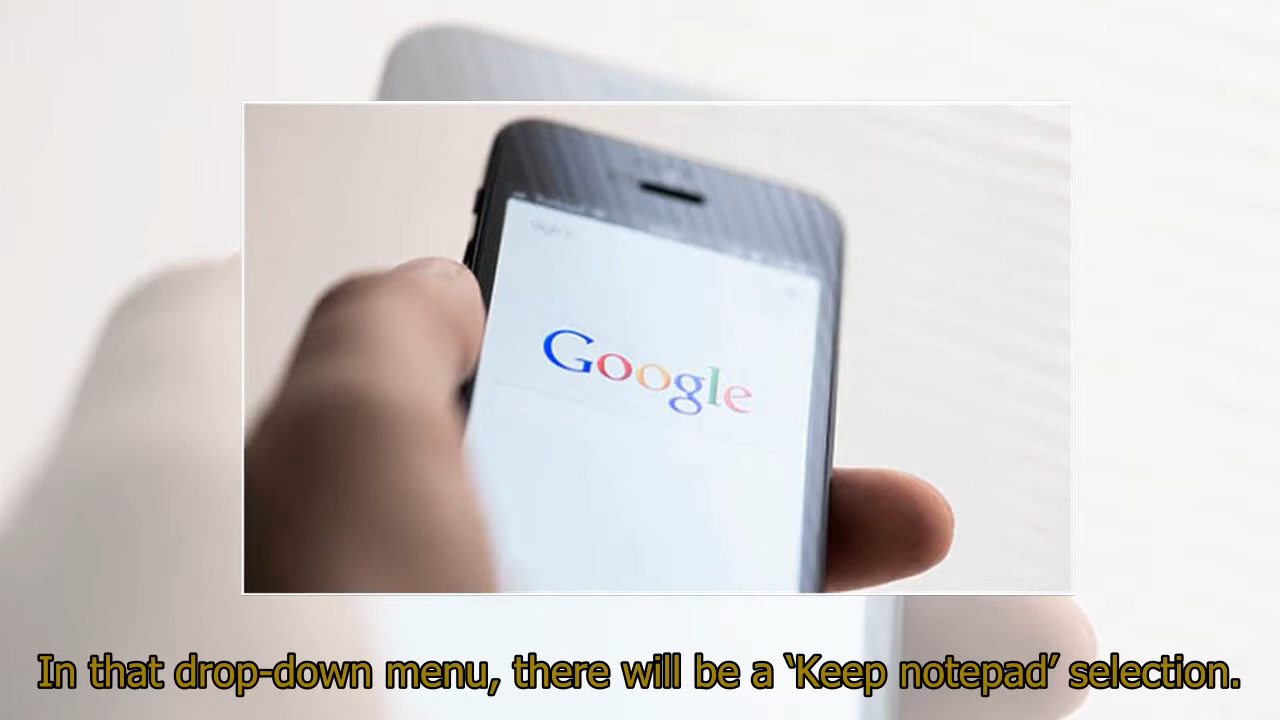 Google
In that drop-down menu, there will be a ‘Keep notepad’ selection.